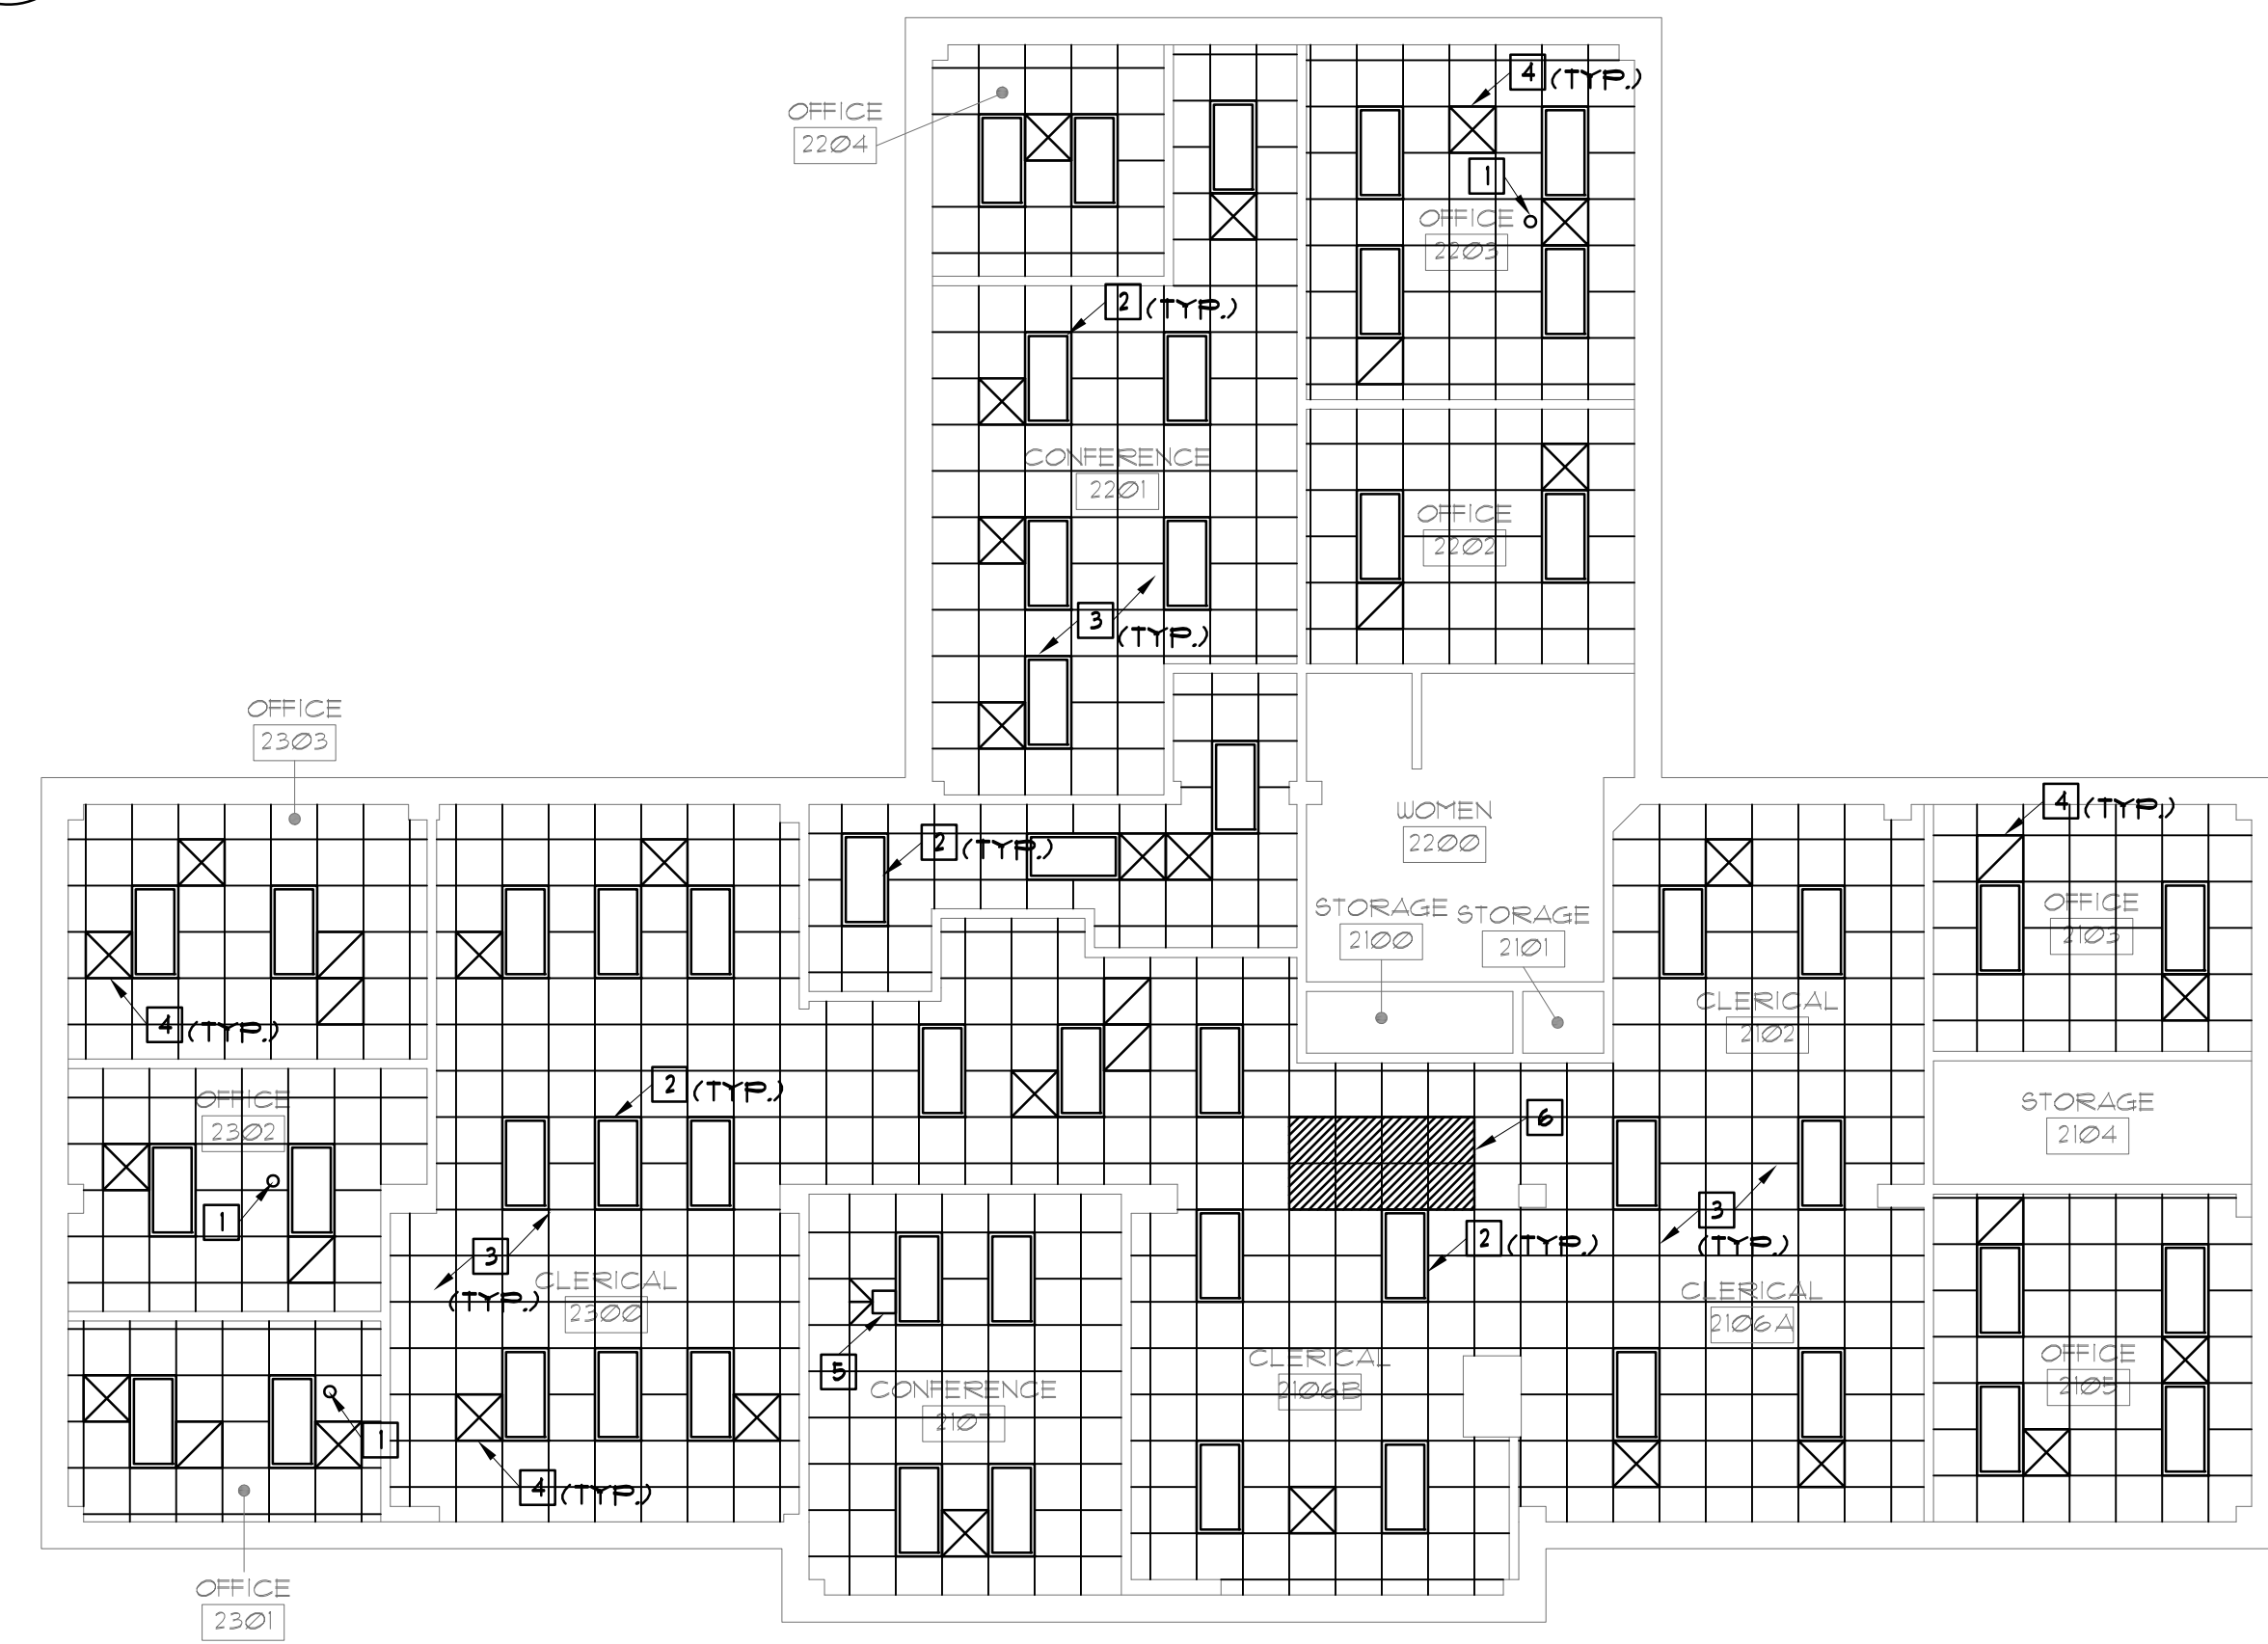 4 (TYP.)
OFFICE
2204
1
OFFICE
2203
2 (TYP.)
CONFERENCE
2201
OFFICE
2202
3
(TYP.)
OFFICE
2303
4 (TYP.)
WOMEN
2200
2 (TYP.)
STORAGE
2100
STORAGE
2101
OFFICE
2103
CLERICAL
2102
4 (TYP.)
2 (TYP.)
OFFICE
2302
6
STORAGE
2104
1
3
(TYP.)
2 (TYP.)
3
(TYP.)
CLERICAL
2300
CLERICAL
2106A
5
CONFERENCE
2107
CLERICAL
2106B
OFFICE
2105
1
4 (TYP.)
OFFICE
2301